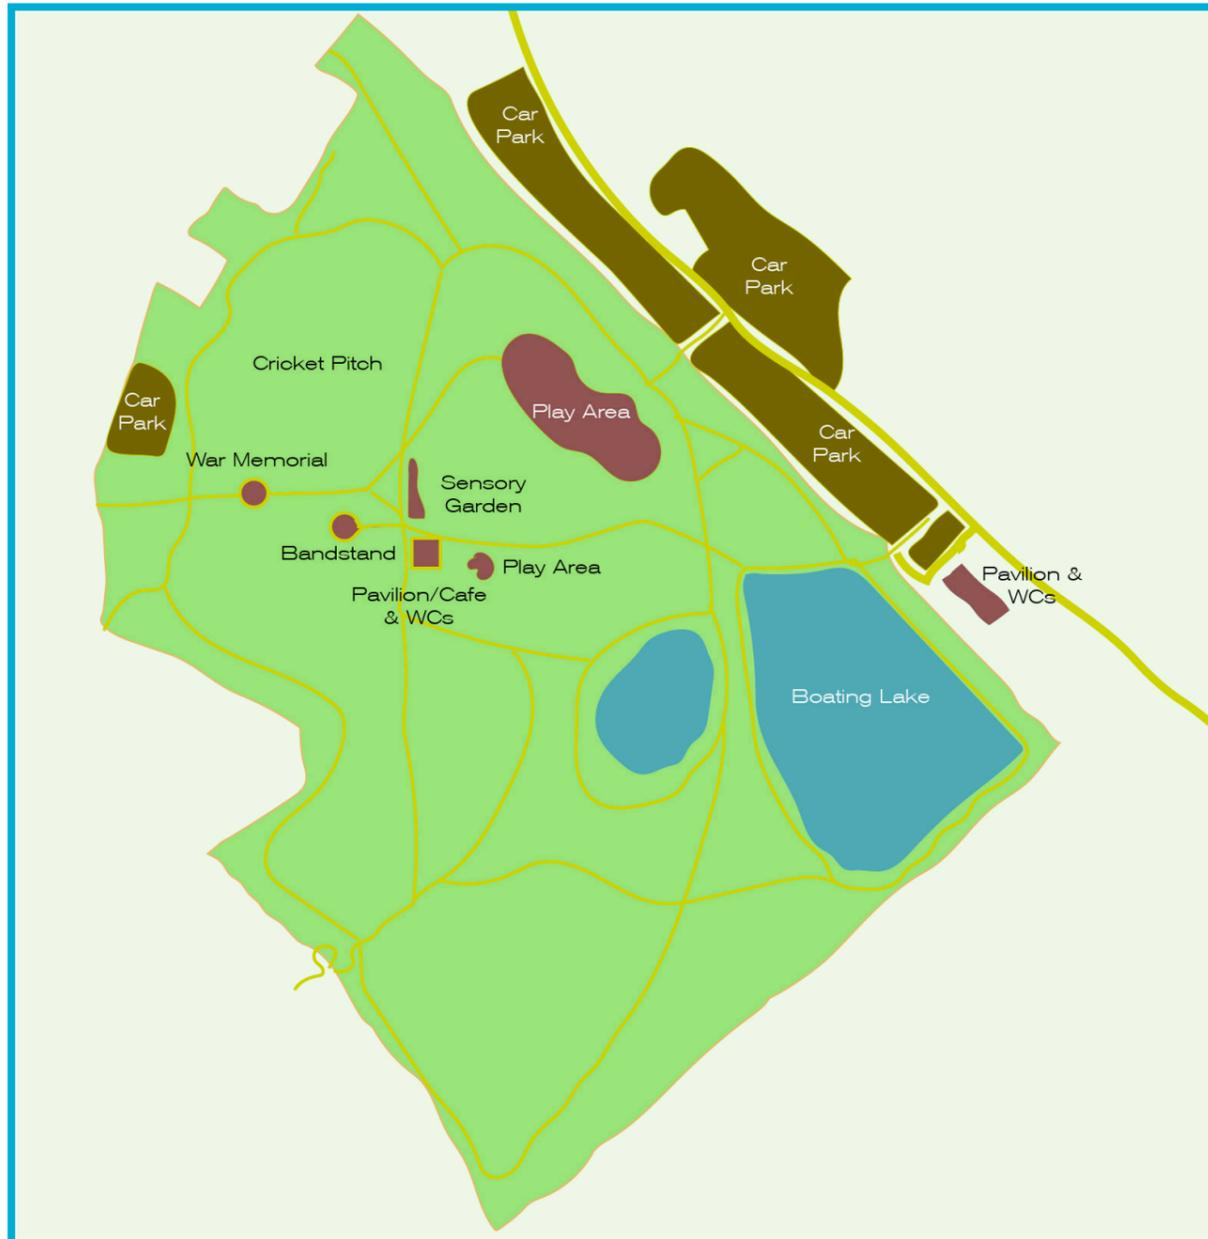 Car
Park
Car
Park
Cricket Pitch
Car
Park
Play Area
Car
Park
War Memorial
Sensory
Garden
Bandstand
Play Area
Pavilion/Cafe
& WCs
Pavilion &
WCs
Boating Lake